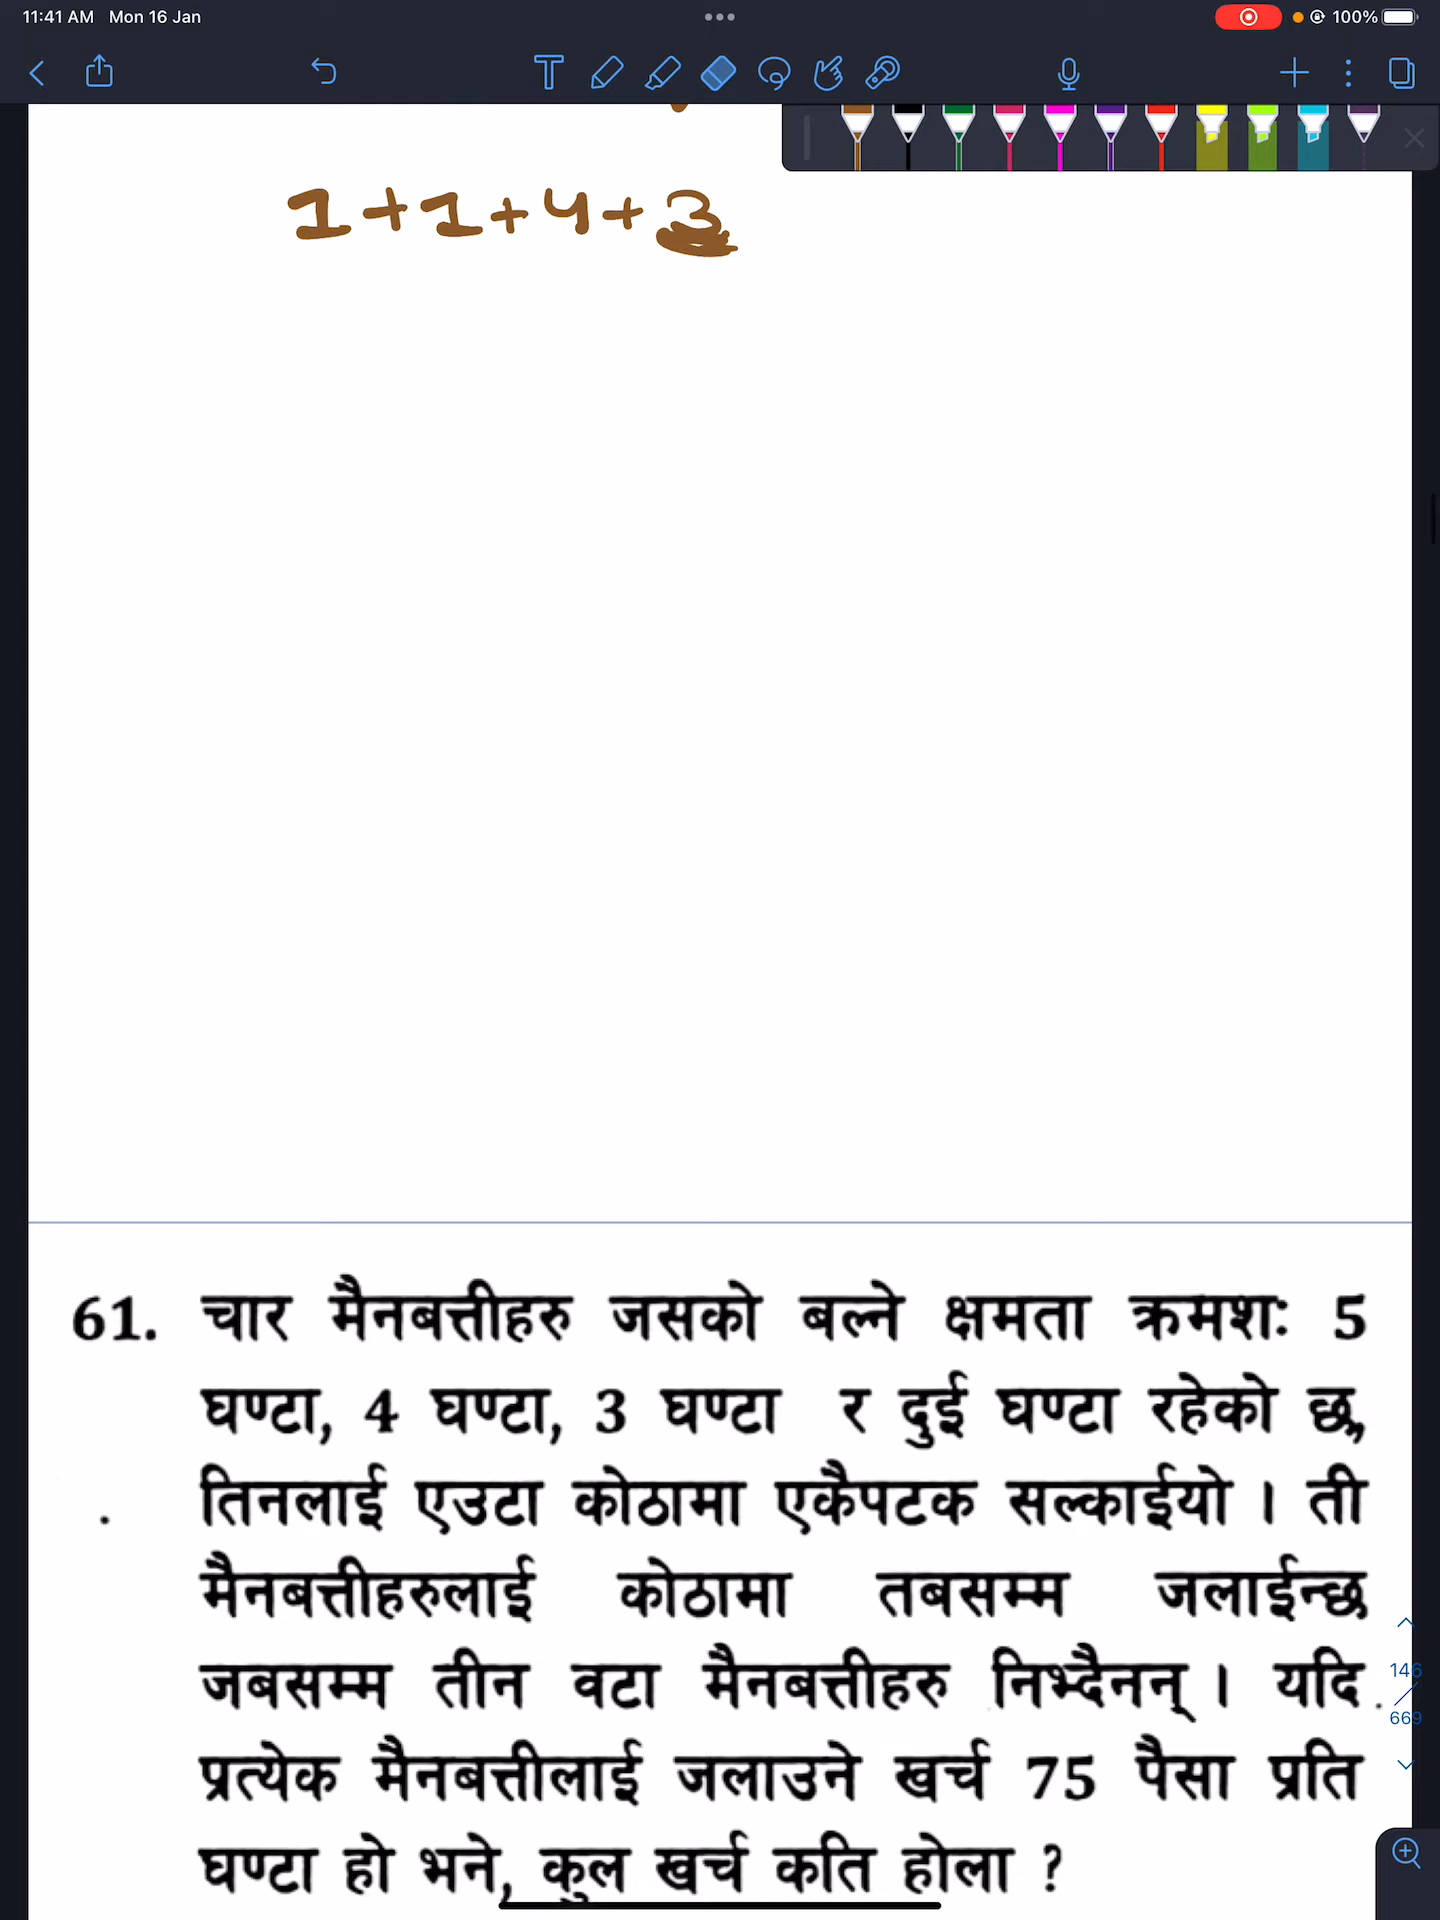 11:41 AM Mon 16 Jan
100%
1+1+4+3
61. चार मैनबत्तीहरु जसको बल्ने क्षमता क्रमशः 5
घण्टा, 4 घण्टा, 3 घण्टा र दुई घण्टा रहेको छ,
तिनलाई एउटा कोठामा एकैपटक सल्काईयो । ती
मैनबत्तीहरुलाई कोठामा तबसम्म जलाईन्छ
जबसम्म तीन वटा मैनबत्तीहरु निभ्दैनन् । यदि
प्रत्येक मैनबत्तीलाई जलाउने खर्च 75 पैसा प्रति
घण्टा हो भने, कुल खर्च कति होला ?
146
669